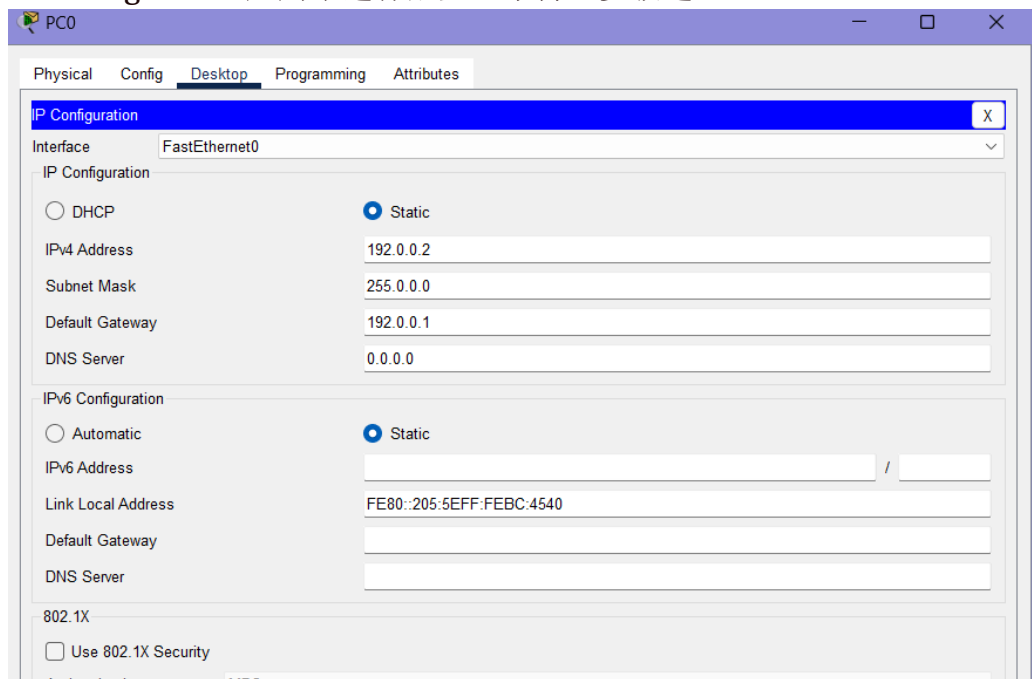 PC0
Physical Config Desktop Programming Attributes
IP Configuration X
Interface FastEthernet0
IP Configuration
DHCP Static
IPv4 Address 192.0.0.2
Subnet Mask 255.0.0.0
Default Gateway 192.0.0.1
DNS Server 0.0.0.0
IPv6 Configuration
Automatic Static
IPv6 Address /
Link Local Address FE80::205:5EFF:FEBC:4540
Default Gateway
DNS Server
802.1X
Use 802.1X Security